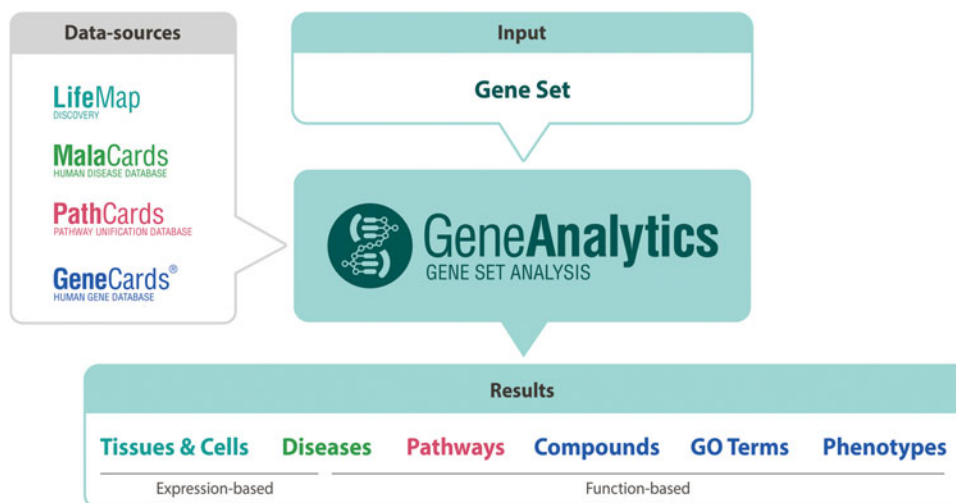 Data-sources
LifeMap
DISCOVERY
MalaCards
HUMAN DISEASE DATABASE
PathCards
PATHWAY UNIFICATION DATABASE
GeneCards®
HUMAN GENE DATABASE
Input
Gene Set
GeneAnalytics
GENE SET ANALYSIS
Results
Tissues & Cells Diseases Pathways Compounds GO Terms Phenotypes
Expression-based Function-based